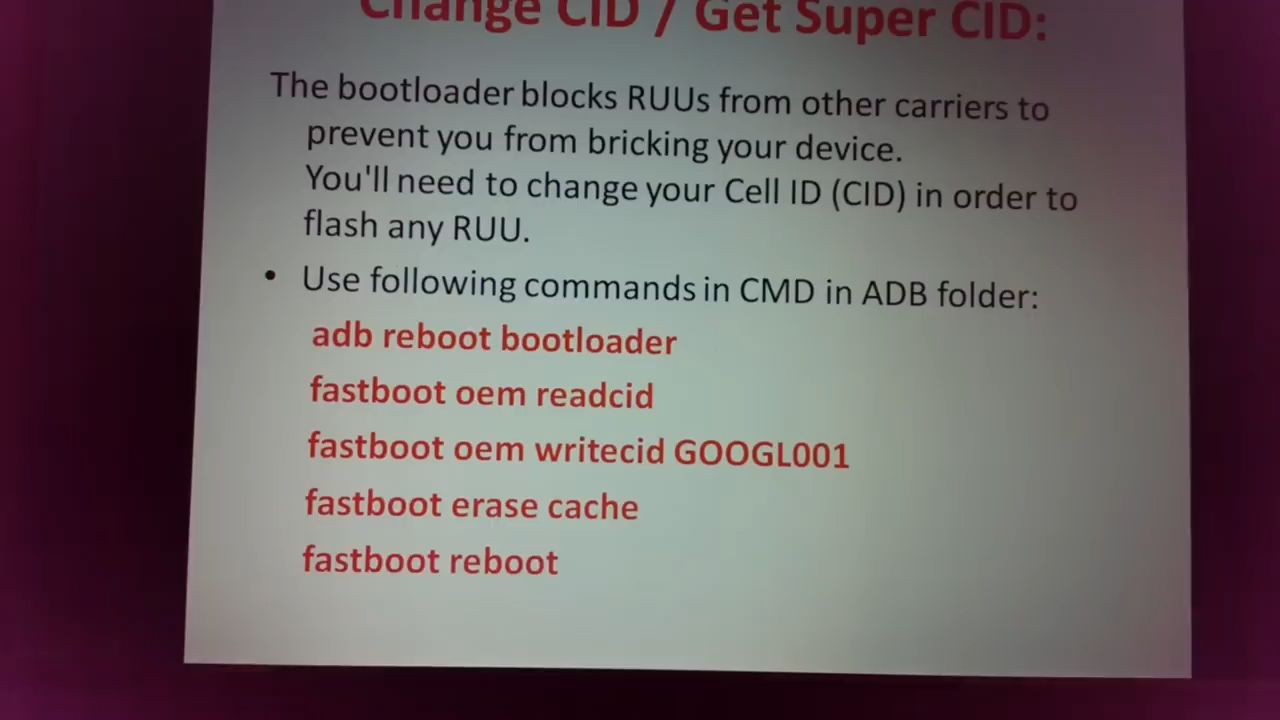 Change CID / Get Super CID:
The bootloader blocks RUUs from other carriers to
prevent you from bricking your device.
You'll need to change your Cell ID (CID) in order to
flash any RUU.
• Use following commands in CMD in ADB folder:
adb reboot bootloader
fastboot oem readcid
fastboot oem writecid GOOGL001
fastboot erase cache
fastboot reboot